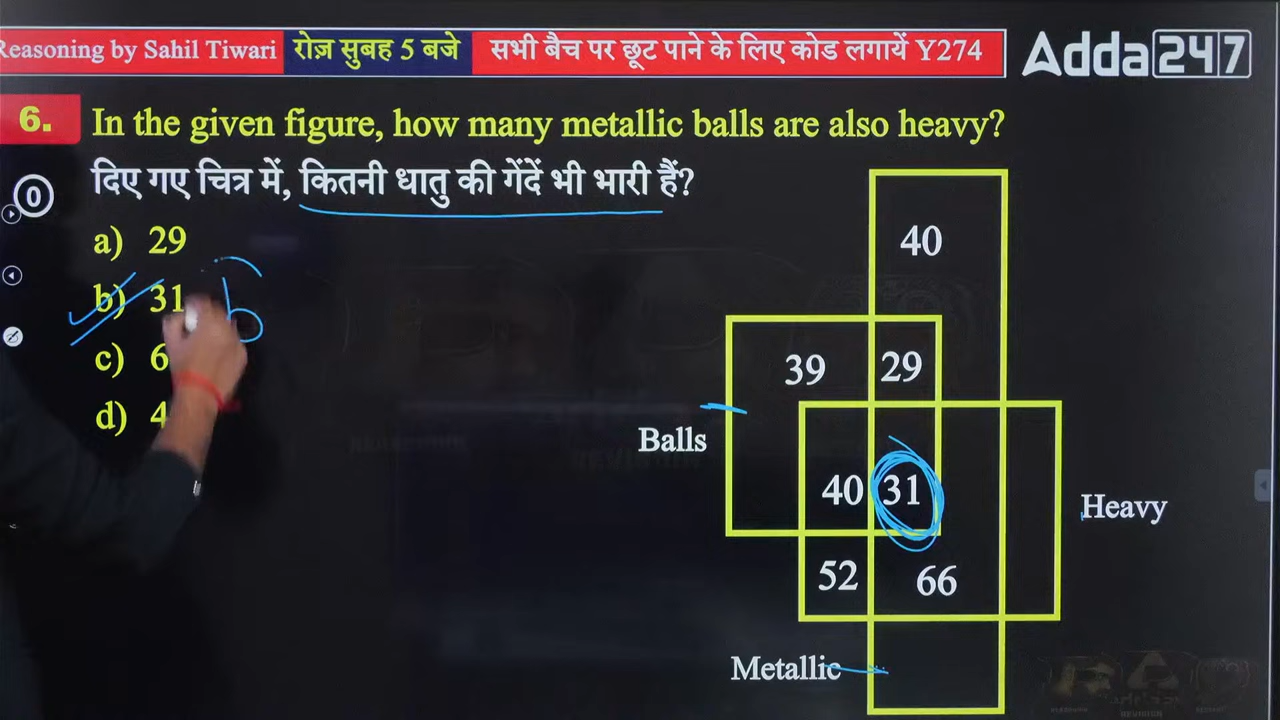 Reasoning by Sahil Tiwari रोज़ सुबह 5 बजे सभी बैच पर छूट पाने के लिए कोड लगायें Y274 Adda247
6. In the given figure, how many metallic balls are also heavy?
दिए गए चित्र में, कितनी धातु की गेंदें भी भारी हैं?
0
a) 29
b) 31 b
c) 6
d) 4
40
39 29
Balls
40 31
Heavy
52 66
Metallic